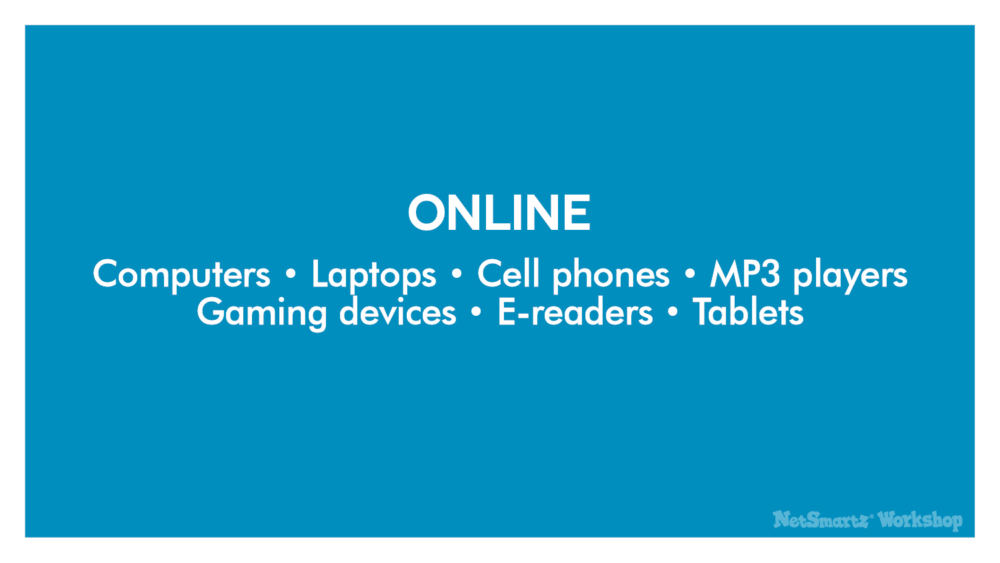 ONLINE
Computers • Laptops • Cell phones • MP3 players
Gaming devices • E-readers • Tablets
NetSmartz® Workshop